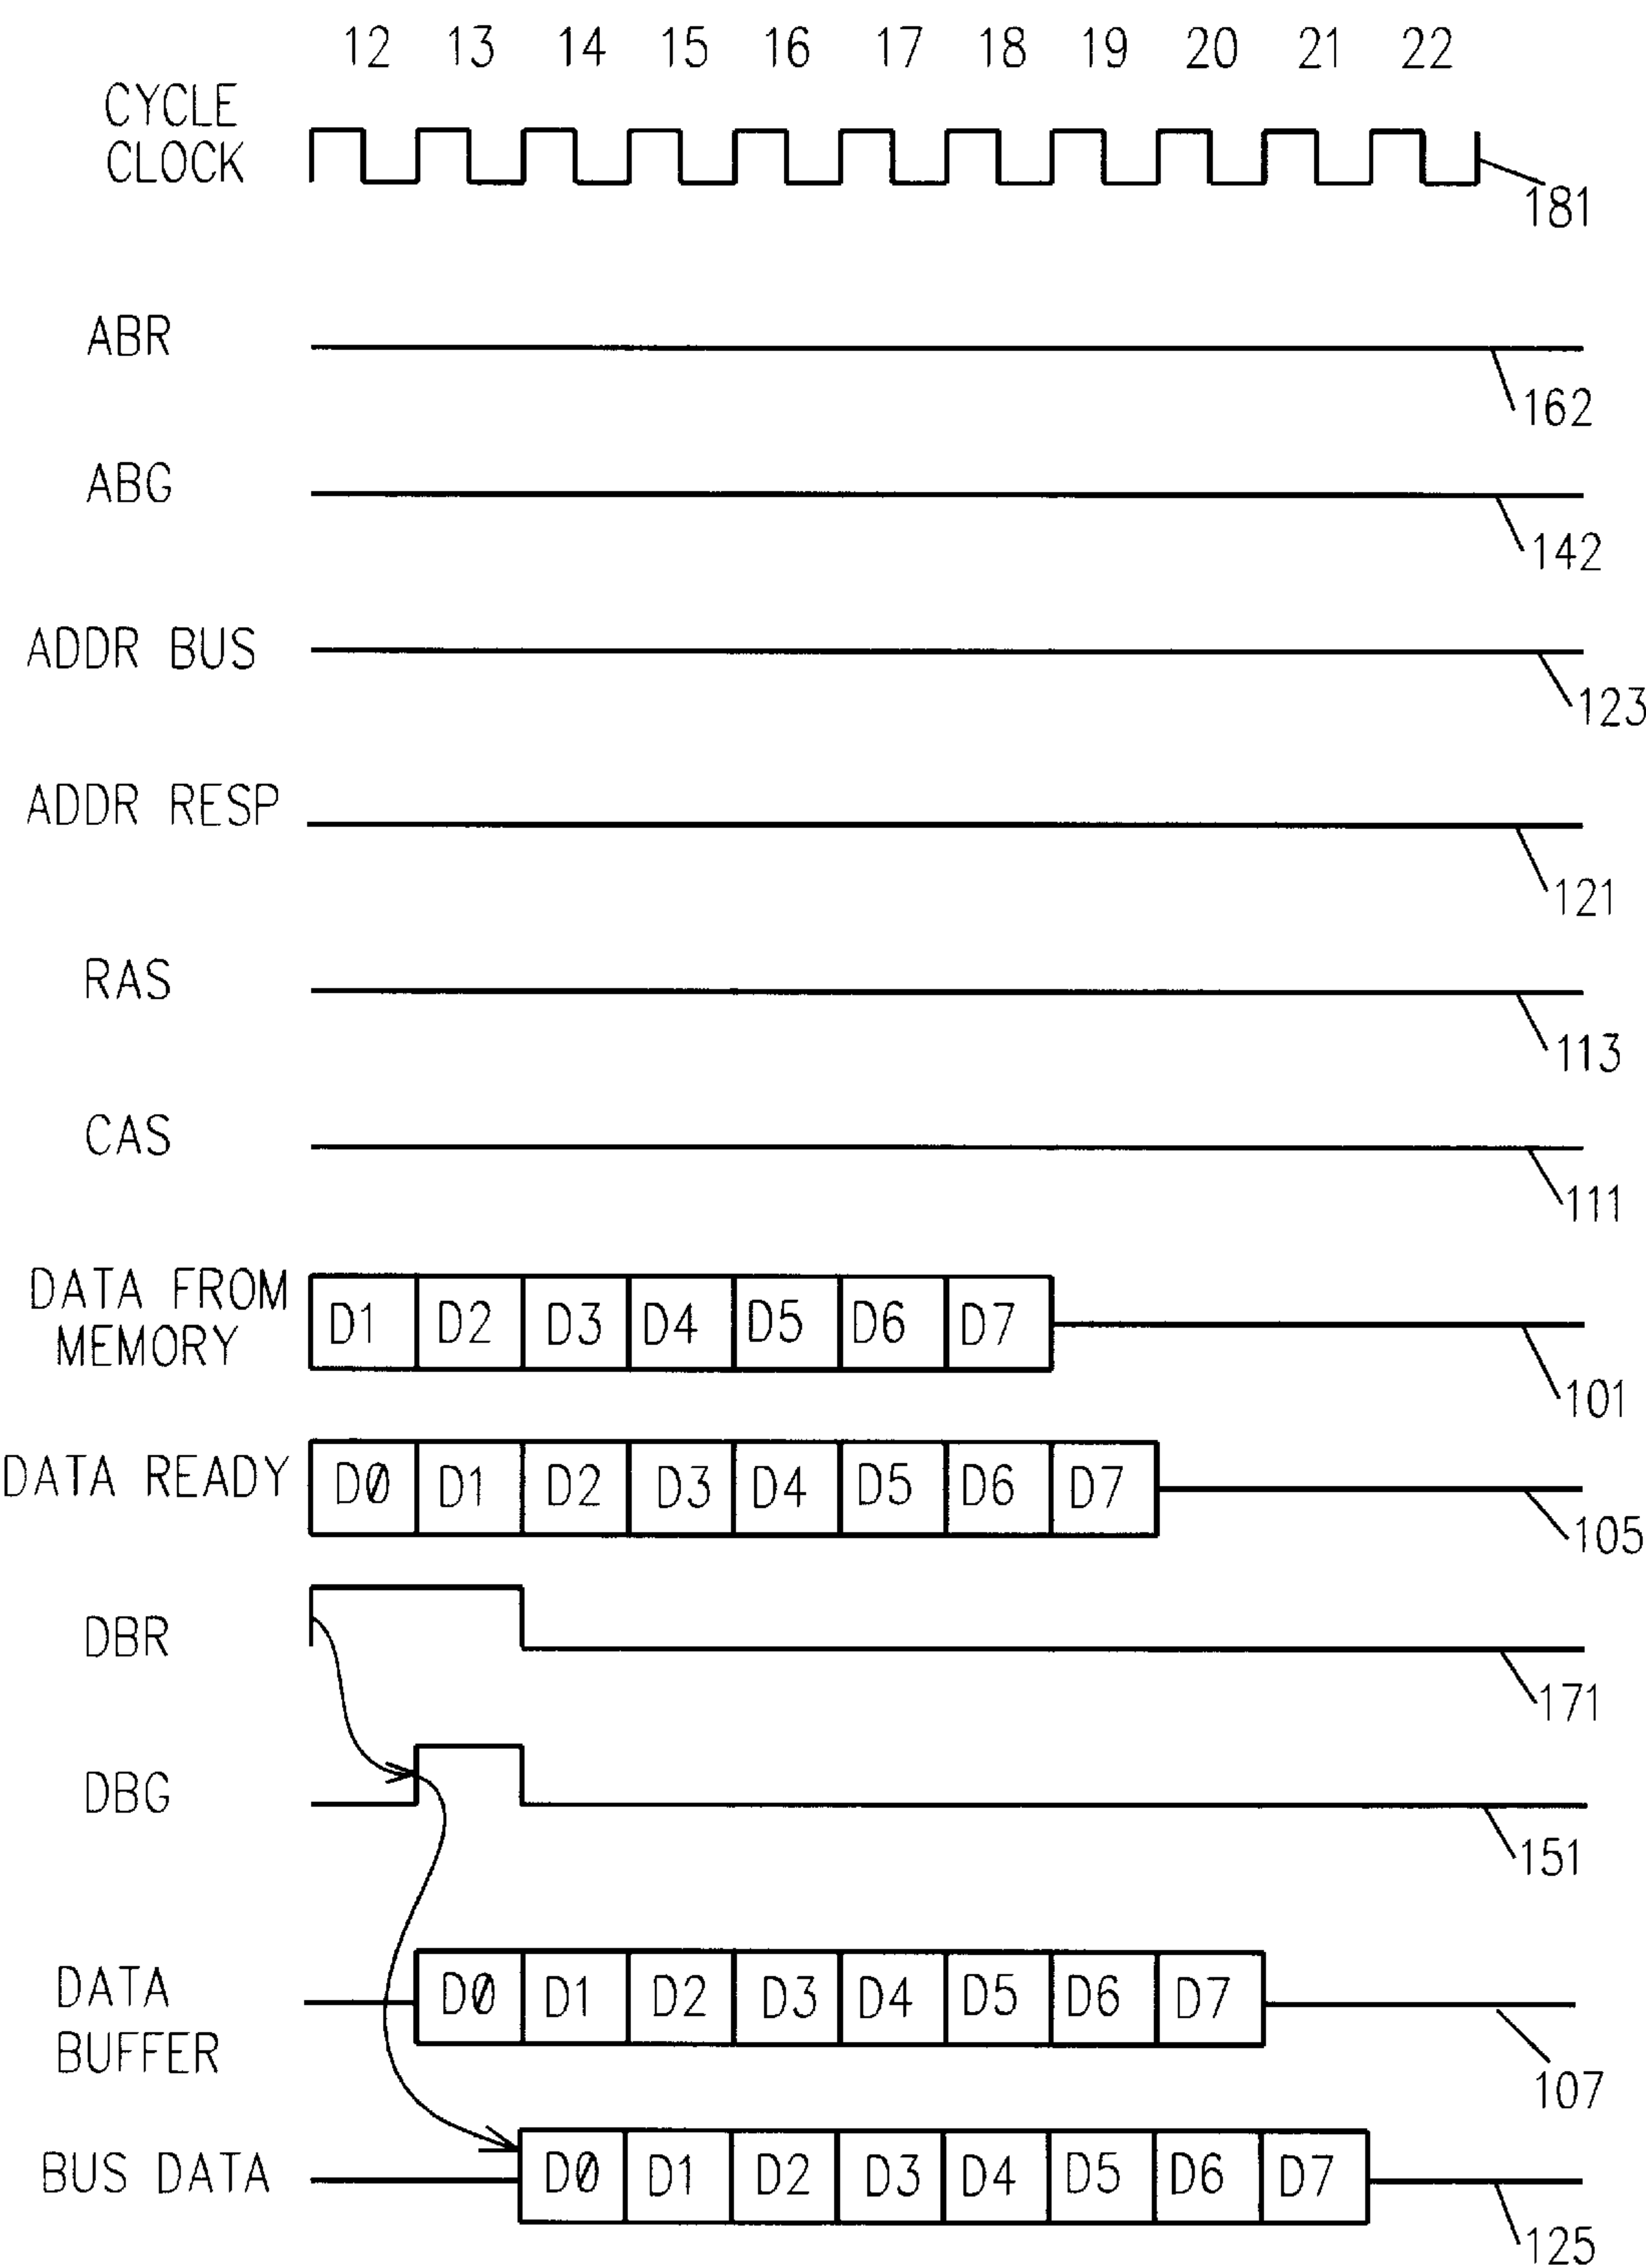 12 13 14 15 16 17 18 19 20 21 22
CYCLE
CLOCK
181
ABR
162
ABG
142
ADDR BUS
123
ADDR RESP
121
RAS
113
CAS
111
DATA FROM
MEMORY
D1 D2 D3 D4 D5 D6 D7
101
DATA READY
D0 D1 D2 D3 D4 D5 D6 D7
105
DBR
171
DBG
151
DATA
BUFFER
D0 D1 D2 D3 D4 D5 D6 D7
107
BUS DATA
D0 D1 D2 D3 D4 D5 D6 D7
125